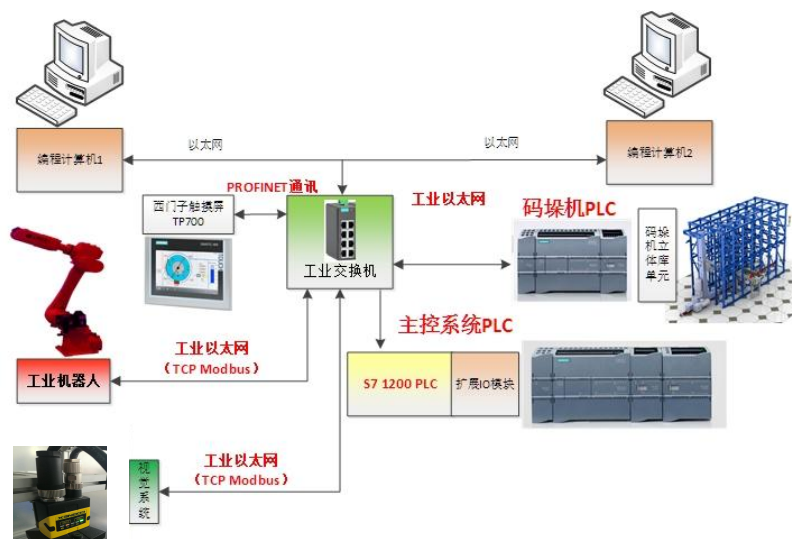 编程计算机1
以太网
以太网
编程计算机2
PROFINET通讯
西门子触摸屏
TP700
工业以太网
码垛机PLC
工业交换机
码
垛
机
立
体
库
单
元
主控系统PLC
工业以太网
（TCP Modbus）
工业机器人
S7 1200 PLC
扩展IO模块
视
觉
系
统
工业以太网
（TCP Modbus）